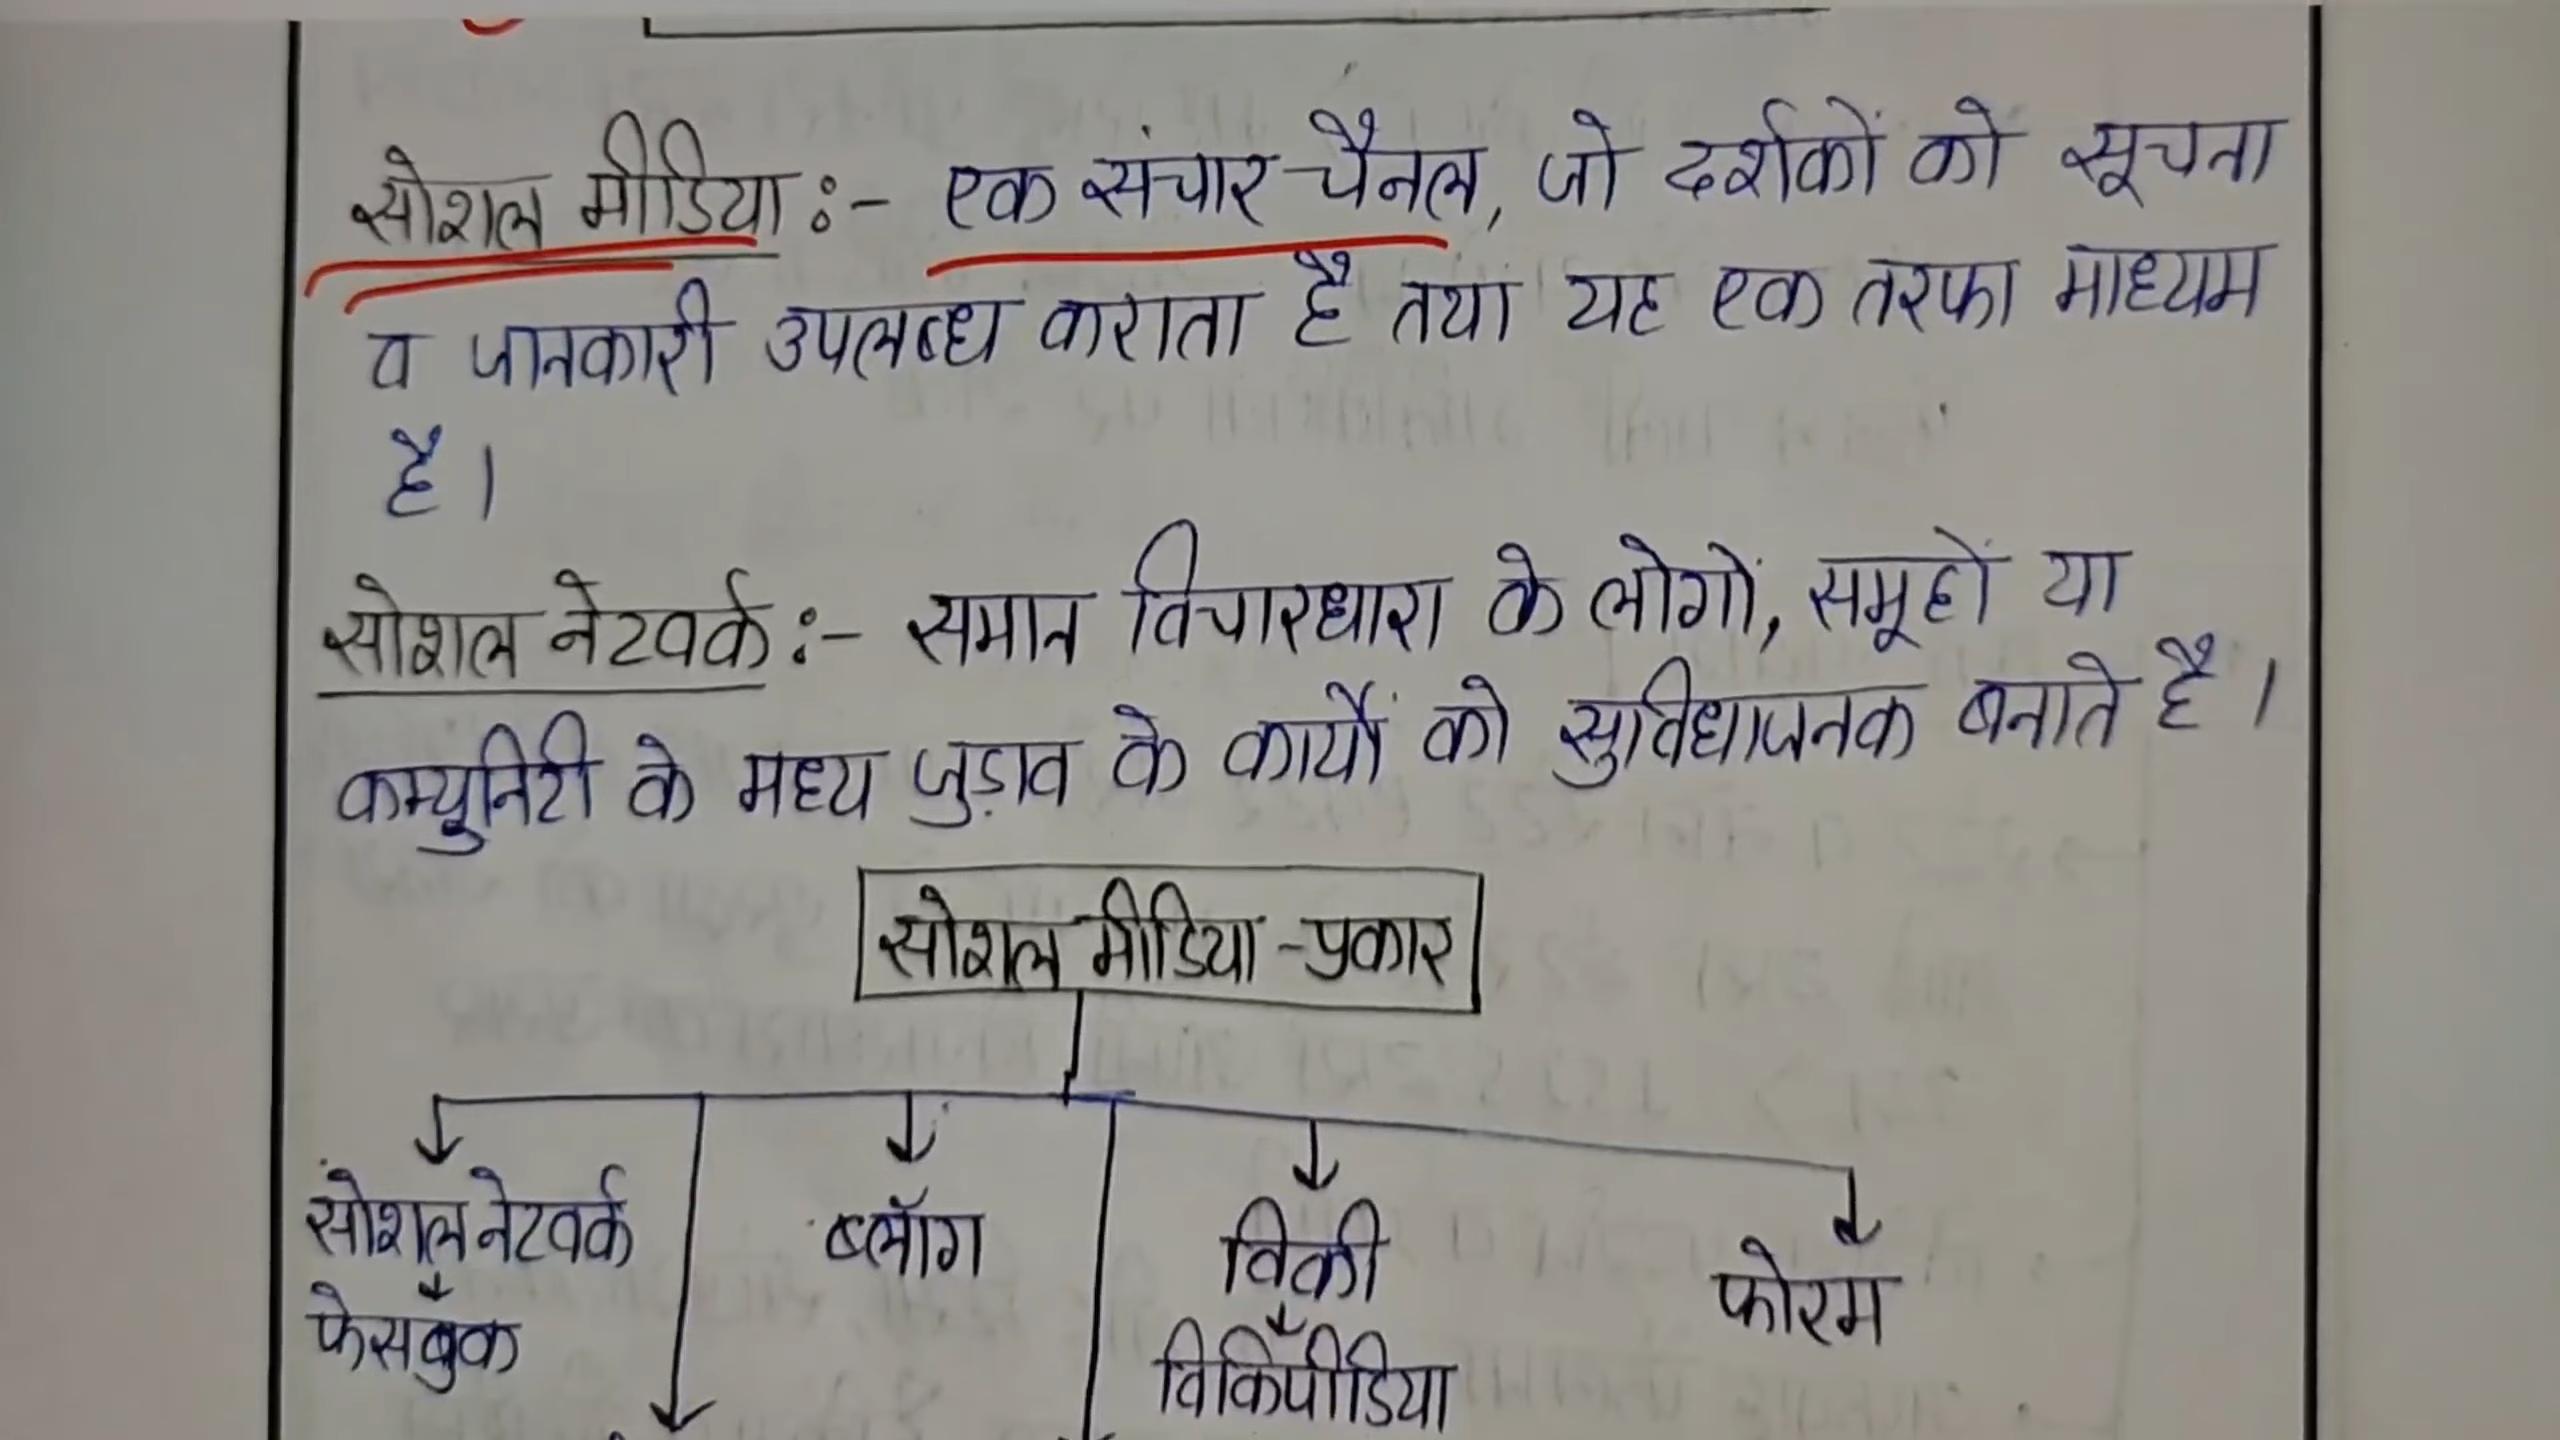 सोशल मीडिया :- एक संचार चैनल, जो दर्शकों को सूचना
व जानकारी उपलब्ध कराता है तथा यह एक तरफा माध्यम
है।
सोशल नेटवर्क :- समान विचारधारा के लोगों, समूहों या
कम्युनिटी के मध्य जुड़ाव के कार्यों को सुविधाजनक बनाते है।
सोशल मीडिया - प्रकार
सोशल नेटवर्क
ब्लॉग
विकी
फोरम
फेसबुक
विकिपीडिया